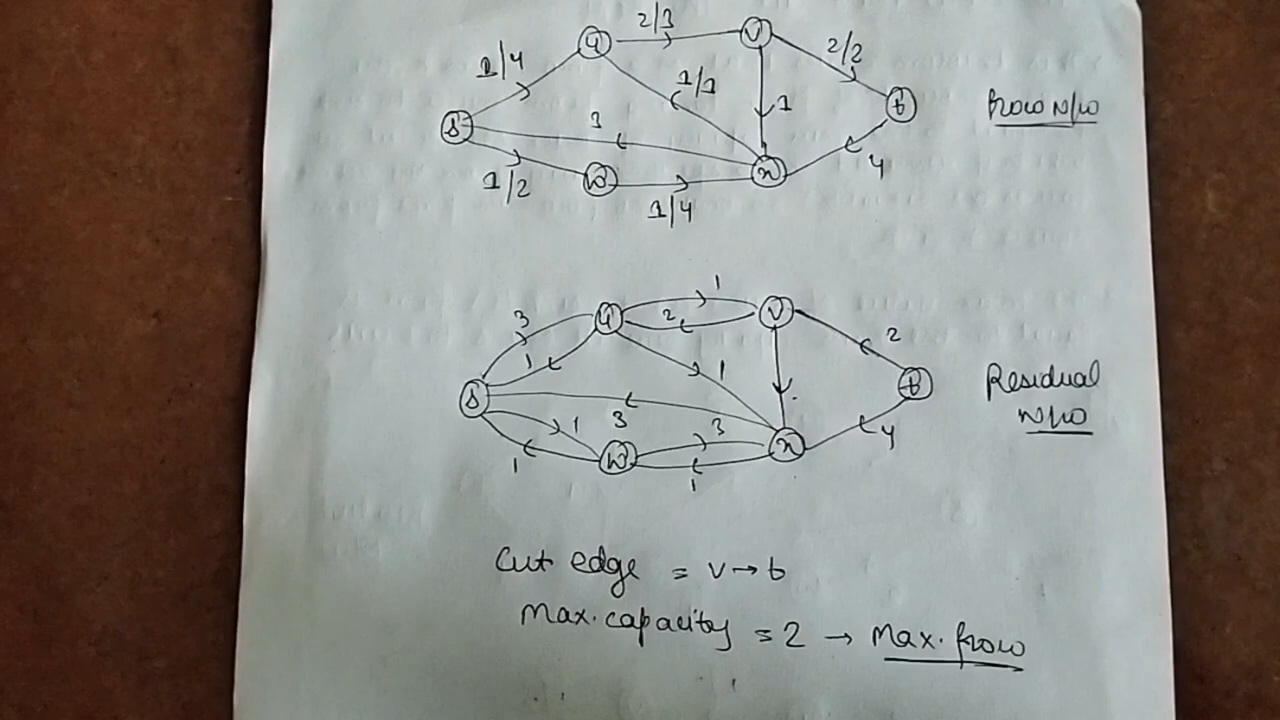 2/3
u
v
1/4
2/2
1/1
1
t
flow N/w
s
3
x
1/2
w
4
1/4
1
3
u
2
v
2
1
1
t
Residual
N/w
s
3
1
3
4
w
x
1
1
Cut edge = v→t
Max. capacity = 2 → Max. flow